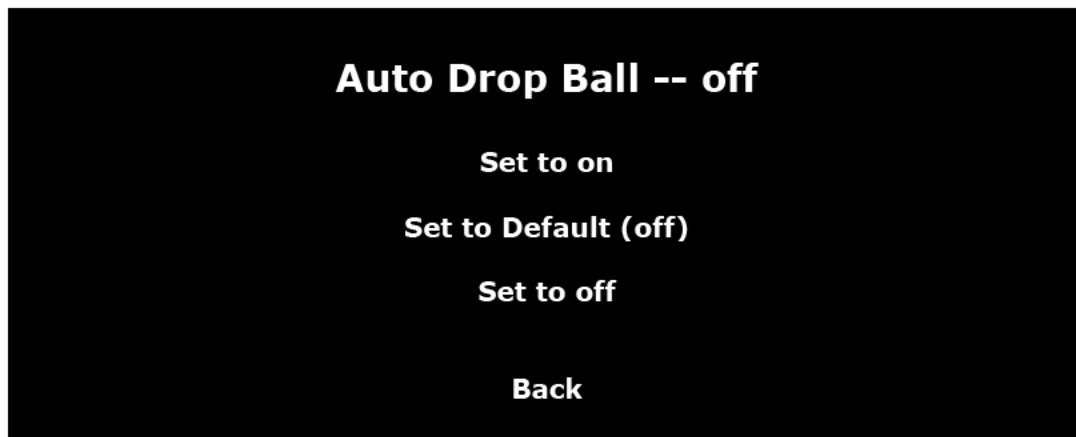 Auto Drop Ball -- off
Set to on
Set to Default (off)
Set to off
Back